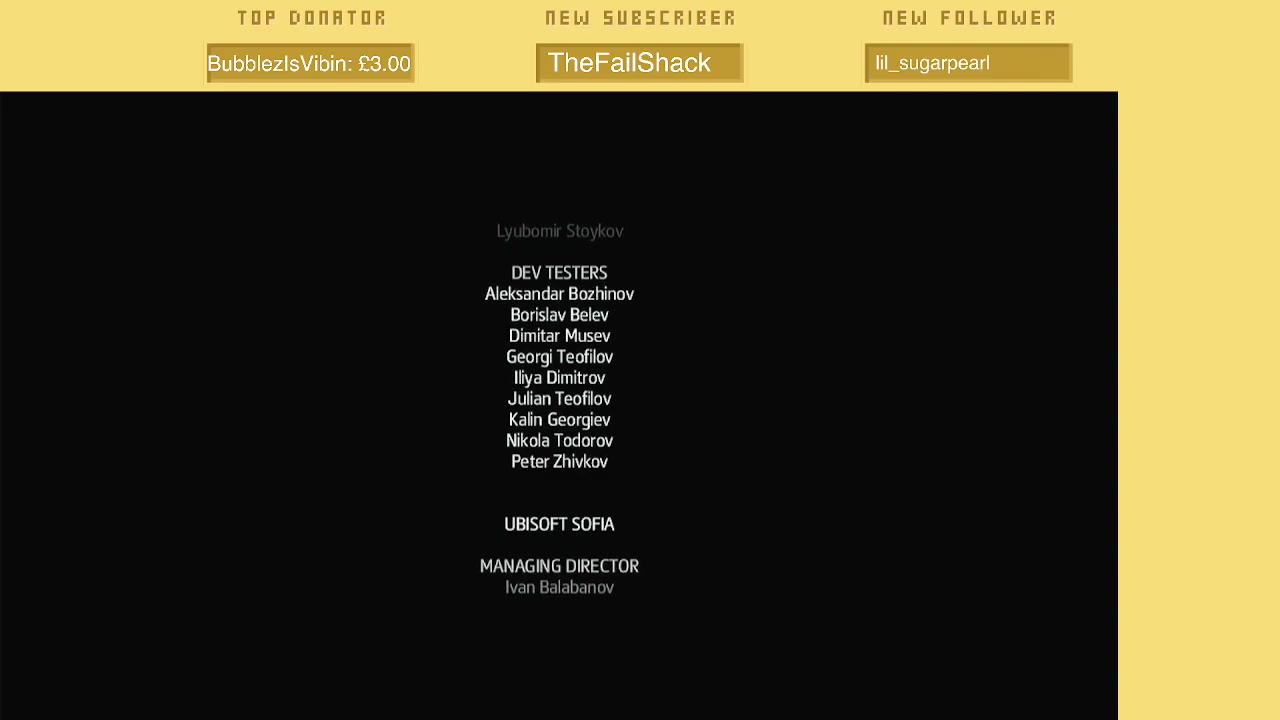 TOP DONATOR
NEW SUBSCRIBER
NEW FOLLOWER
BubblezIsVibin: £3.00
TheFailShack
lil_sugarpearl
Lyubomir Stoykov
DEV TESTERS
Aleksandar Bozhinov
Borislav Belev
Dimitar Musev
Georgi Teofilov
Iliya Dimitrov
Julian Teofilov
Kalin Georgiev
Nikola Todorov
Peter Zhivkov
UBISOFT SOFIA
MANAGING DIRECTOR
Ivan Balabanov